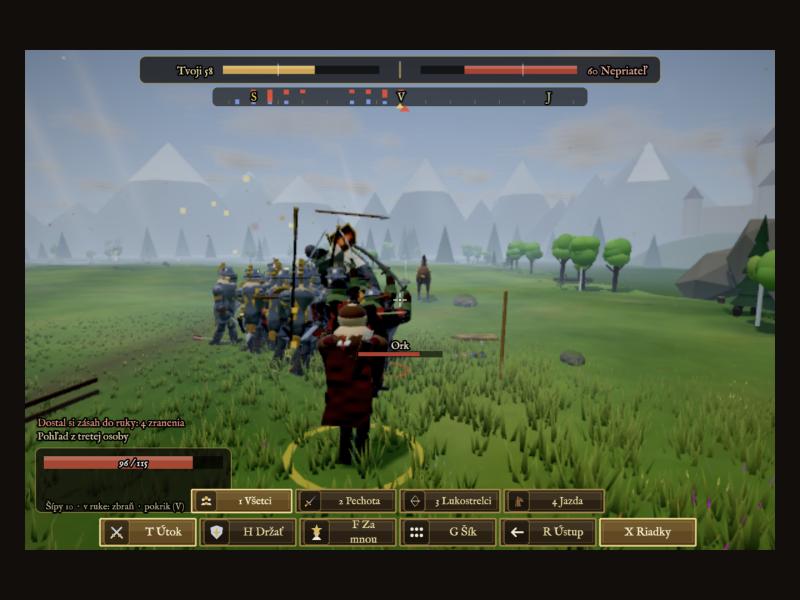 Tvoji 58
60 Nepriateľ
S
V
J
Ork
Dostal si zásah do ruky: 4 zranenia
Pohľad z tretej osoby
96 / 115
Šípy 10 · v ruke: zbraň · pokrik (V)
1 Všetci
2 Pechota
3 Lukostrelci
4 Jazda
T Útok
H Držať
F Za
mnou
G Šík
R Ústup
X Riadky